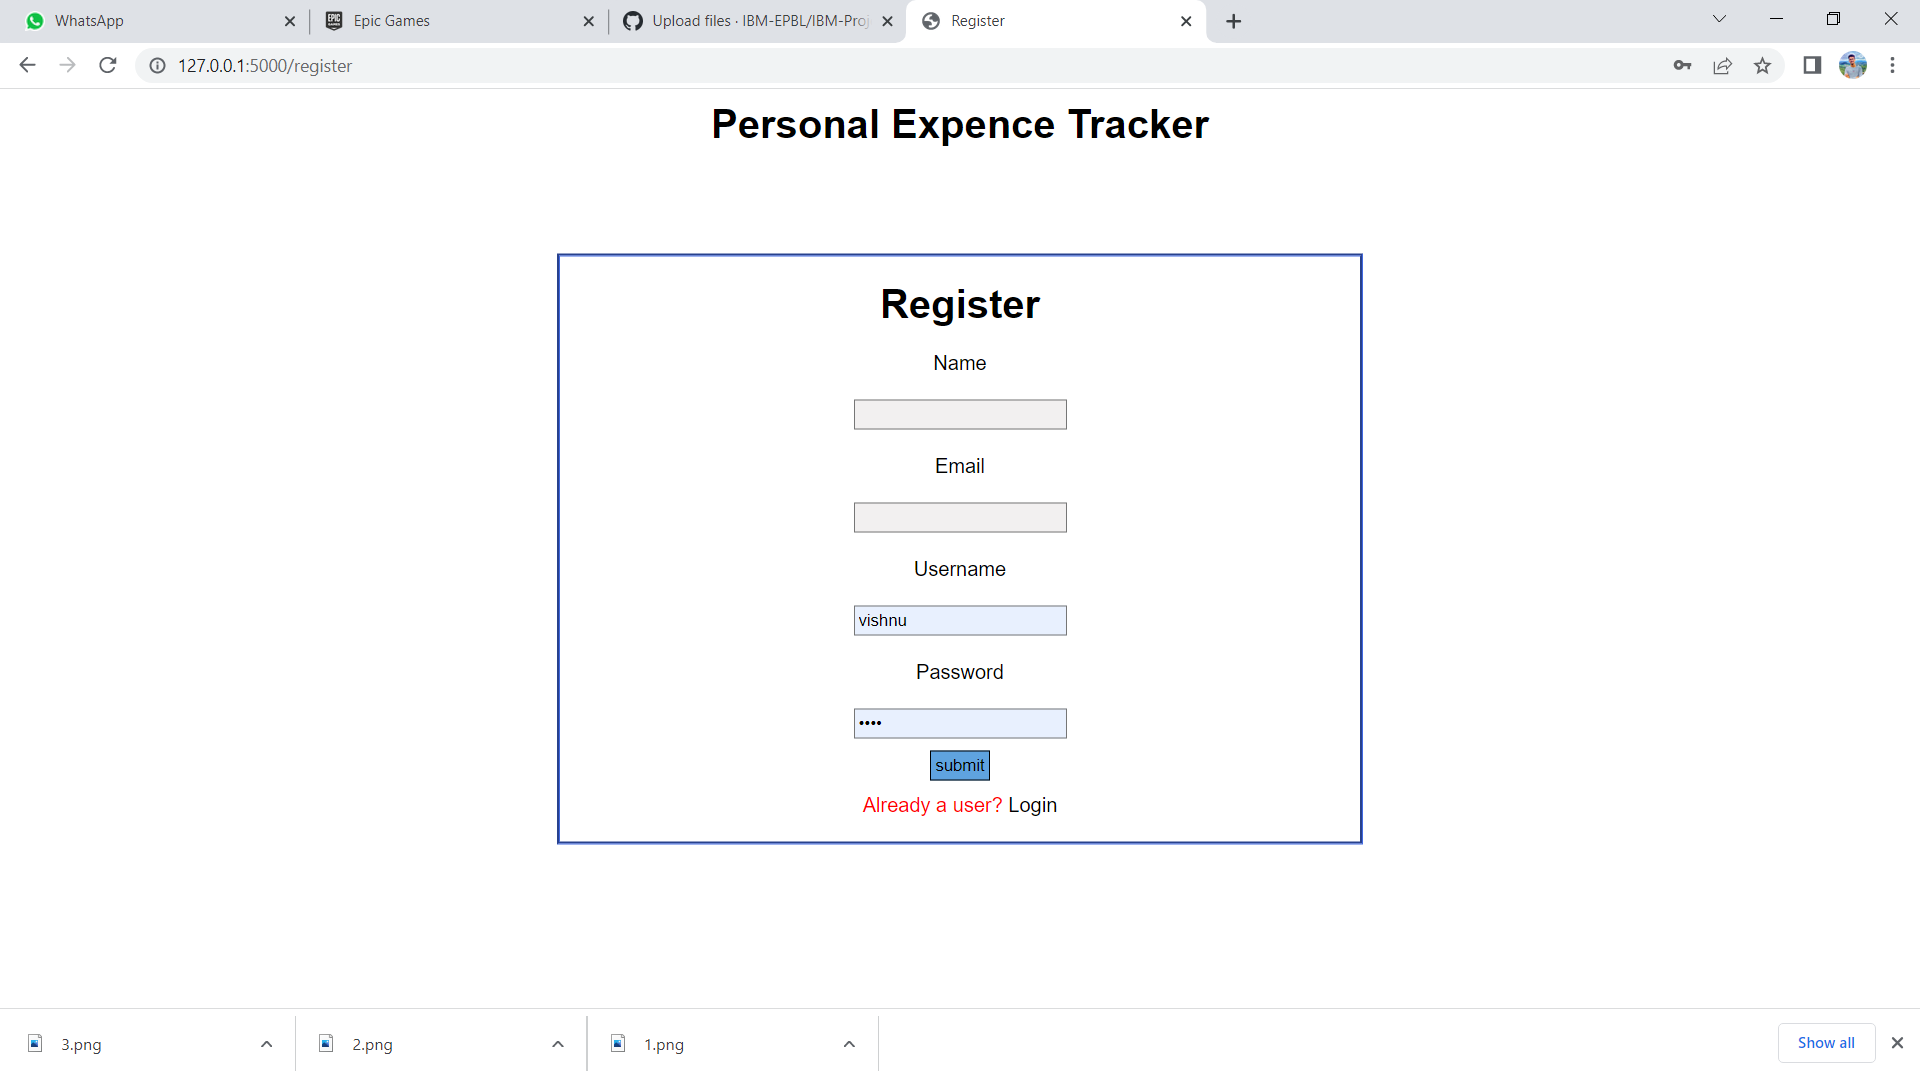 WhatsApp
Epic Games
Upload files · IBM-EPBL/IBM-Proj
Register
127.0.0.1:5000/register
Personal Expence Tracker
Register
Name
Email
Username
vishnu
Password
••••
submit
Already a user? Login
3.png
2.png
1.png
Show all